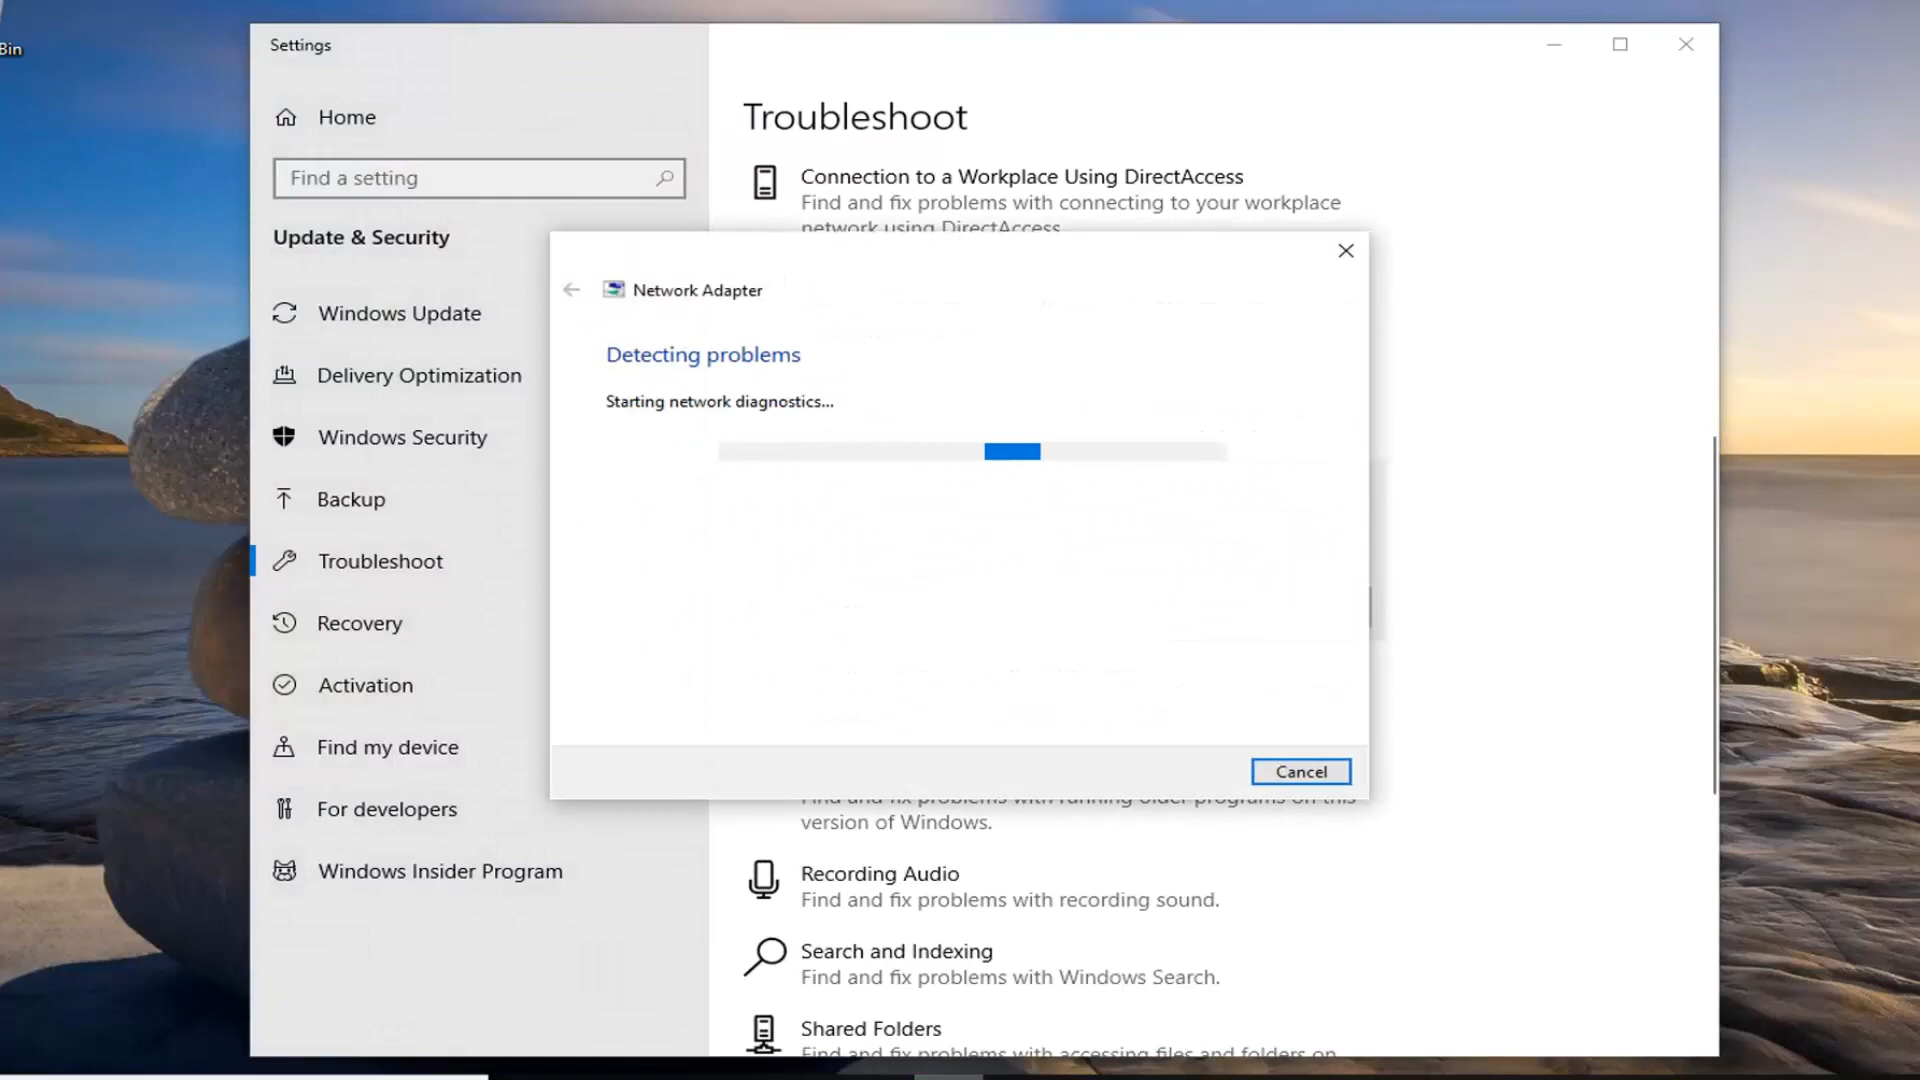 Bin
Settings
Home
Find a setting
Update & Security
Windows Update
Delivery Optimization
Windows Security
Backup
Troubleshoot
Recovery
Activation
Find my device
For developers
Windows Insider Program
Troubleshoot
Connection to a Workplace Using DirectAccess
Find and fix problems with connecting to your workplace
network using DirectAccess.
Network Adapter
Detecting problems
Starting network diagnostics...
Cancel
Find and fix problems with running older programs on this
version of Windows.
Recording Audio
Find and fix problems with recording sound.
Search and Indexing
Find and fix problems with Windows Search.
Shared Folders
Find and fix problems with accessing files and folders on